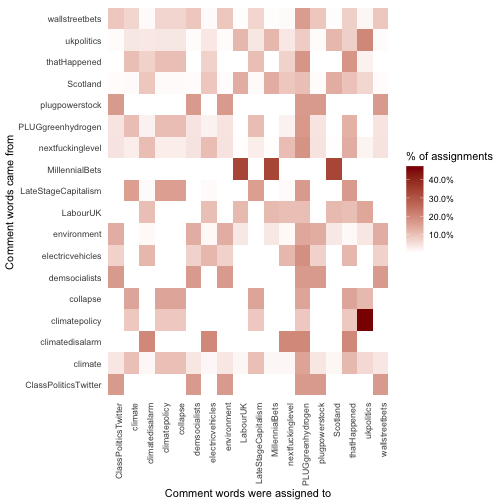 Comment words came from
wallstreetbets
ukpolitics
thatHappened
Scotland
plugpowerstock
PLUGgreenhydrogen
nextfuckinglevel
MillennialBets
LateStageCapitalism
LabourUK
environment
electricvehicles
demsocialists
collapse
climatepolicy
climatedisalarm
climate
ClassPoliticsTwitter
% of assignments
40.0%
30.0%
20.0%
10.0%
ClassPoliticsTwitter
climate
climatedisalarm
climatepolicy
collapse
demsocialists
electricvehicles
environment
LabourUK
LateStageCapitalism
MillennialBets
nextfuckinglevel
PLUGgreenhydrogen
plugpowerstock
Scotland
thatHappened
ukpolitics
wallstreetbets
Comment words were assigned to